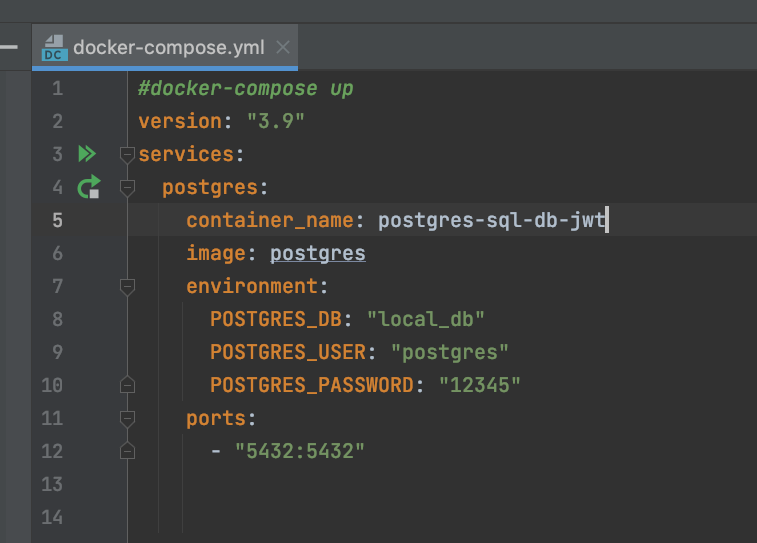 docker-compose.yml
DC
1 #docker-compose up
2 version: "3.9"
3 services:
4   postgres:
5     container_name: postgres-sql-db-jwt
6     image: postgres
7     environment:
8       POSTGRES_DB: "local_db"
9       POSTGRES_USER: "postgres"
10       POSTGRES_PASSWORD: "12345"
11     ports:
12       - "5432:5432"
13
14